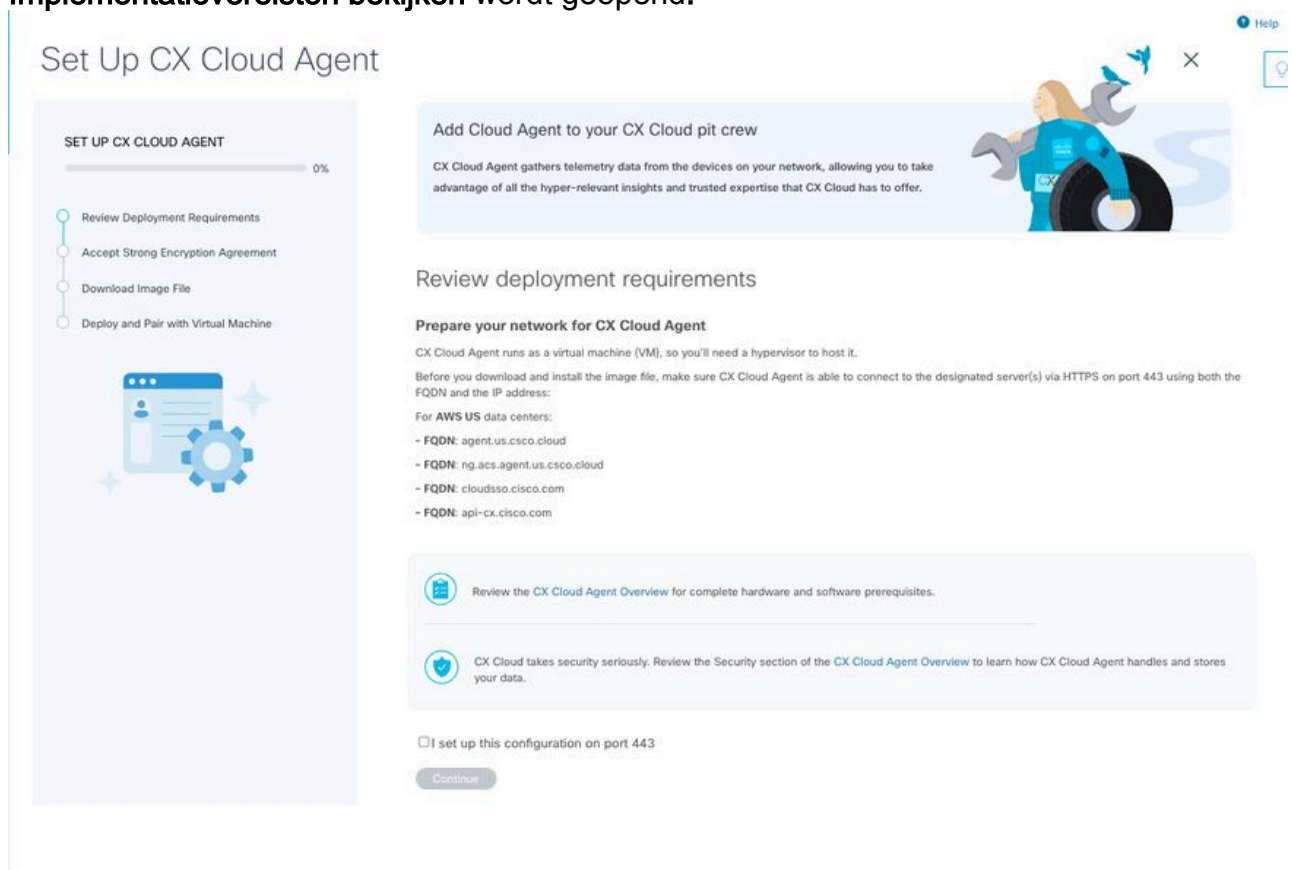 Implementatievereisten bekijken wordt geopend.
Help
Set Up CX Cloud Agent
SET UP CX CLOUD AGENT
0%
Review Deployment Requirements
Accept Strong Encryption Agreement
Download Image File
Deploy and Pair with Virtual Machine
Add Cloud Agent to your CX Cloud pit crew
CX Cloud Agent gathers telemetry data from the devices on your network, allowing you to take
advantage of all the hyper-relevant insights and trusted expertise that CX Cloud has to offer.
CX
Review deployment requirements
Prepare your network for CX Cloud Agent
CX Cloud Agent runs as a virtual machine (VM), so you'll need a hypervisor to host it.
Before you download and install the image file, make sure CX Cloud Agent is able to connect to the designated server(s) via HTTPS on port 443 using both the
FQDN and the IP address:
For AWS US data centers:
- FQDN: agent.us.csco.cloud
- FQDN: ng.acs.agent.us.csco.cloud
- FQDN: cloudsso.cisco.com
- FQDN: api-cx.cisco.com
Review the CX Cloud Agent Overview for complete hardware and software prerequisites.
CX Cloud takes security seriously. Review the Security section of the CX Cloud Agent Overview to learn how CX Cloud Agent handles and stores
your data.
I set up this configuration on port 443
Continue